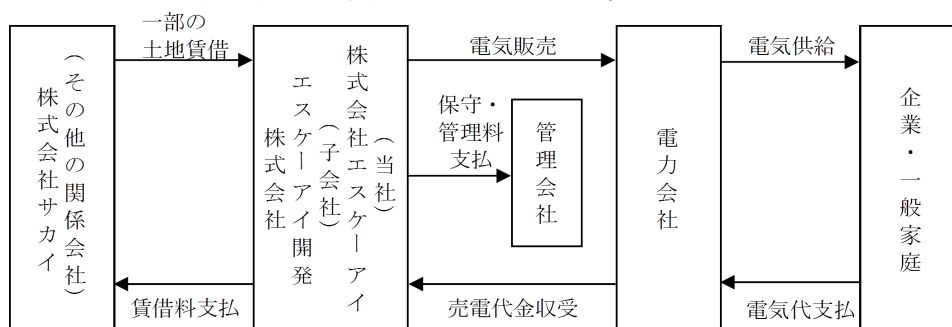 一部の
土地賃借
電気販売
電気供給
(その他の関係会社)
株式会社サカイ
(当社)
株式会社エスケーアイ
(子会社)
エスケーアイ開発
株式会社
保守・
管理料
支払
管理会社
電力会社
企業・一般家庭
賃借料支払
売電代金収受
電気代支払